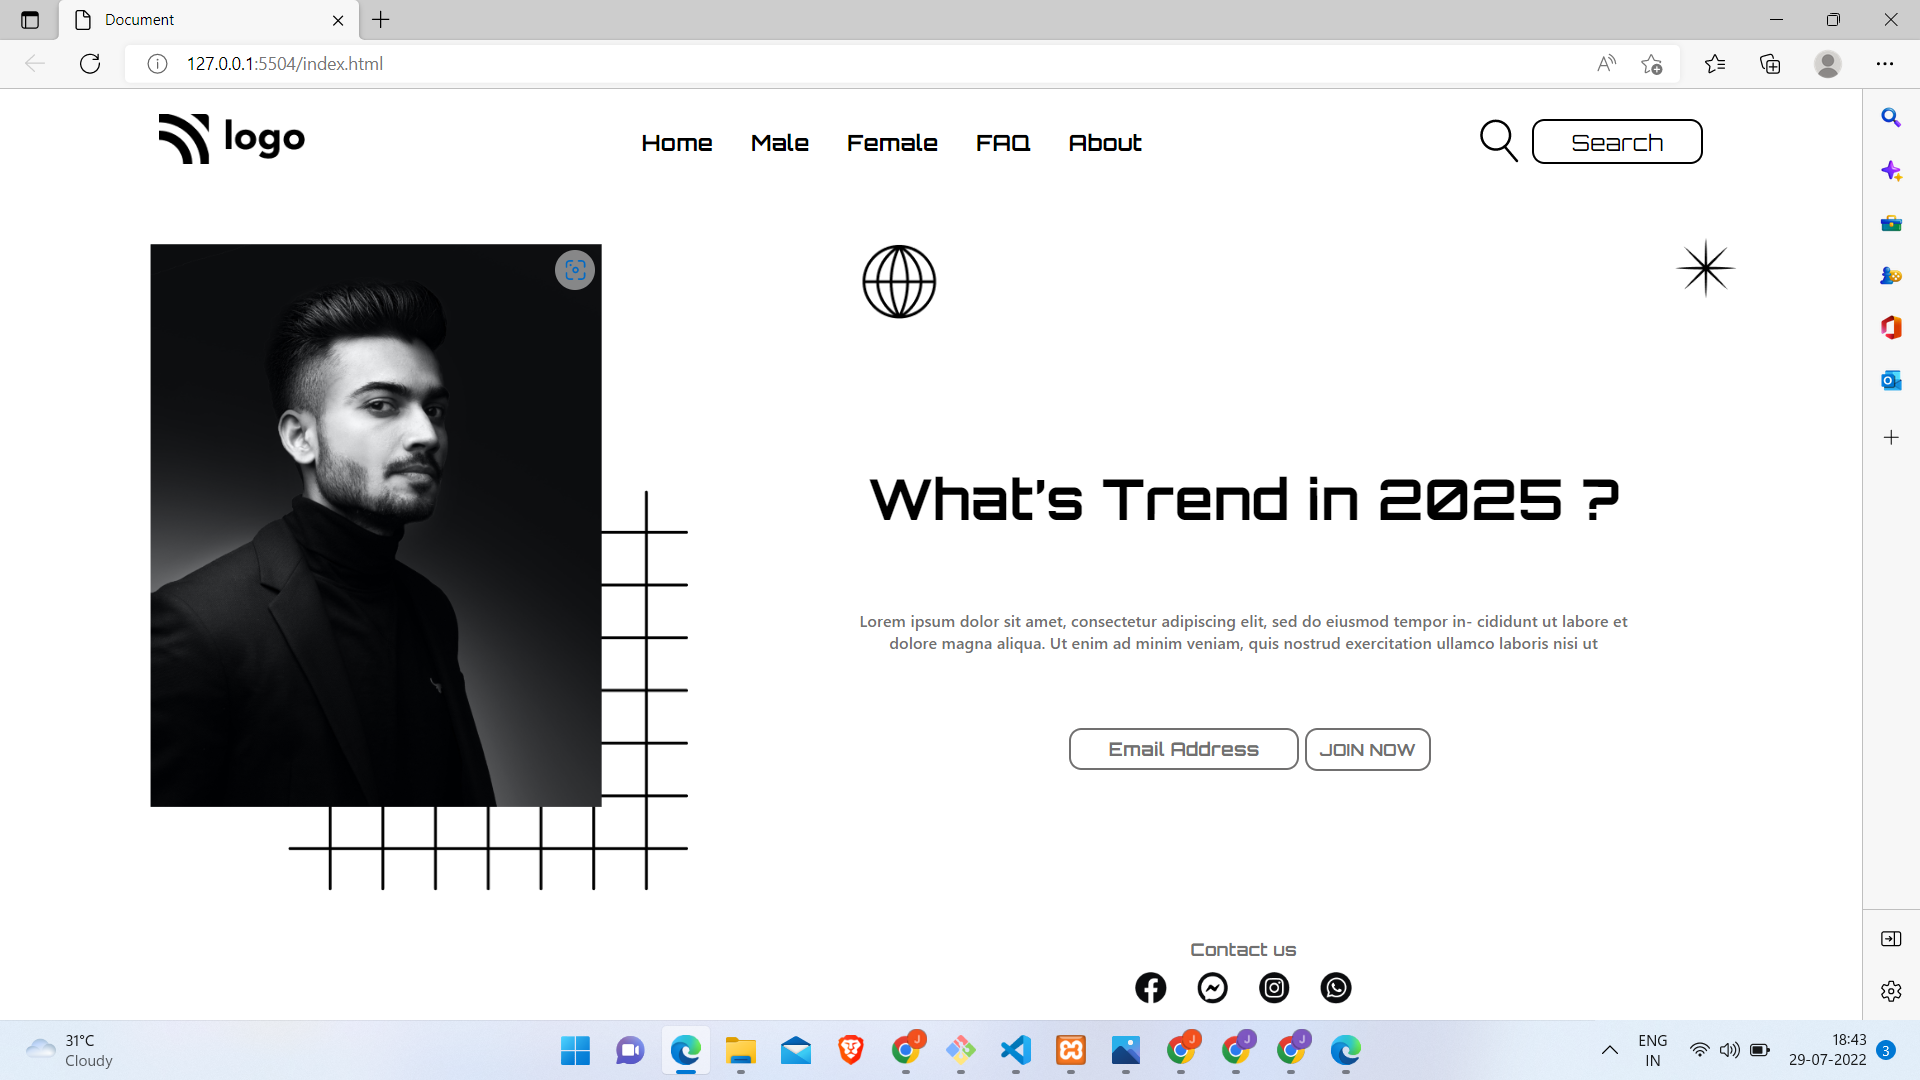 Document
127.0.0.1:5504/index.html
logo
Home Male Female FAQ About
Search
What's Trend in 2025 ?
Lorem ipsum dolor sit amet, consectetur adipiscing elit, sed do eiusmod tempor in- cididunt ut labore et
dolore magna aliqua. Ut enim ad minim veniam, quis nostrud exercitation ullamco laboris nisi ut
Email Address JOIN NOW
Contact us
31°C
Cloudy
J
J
J
J
ENG
IN
18:43
29-07-2022
3